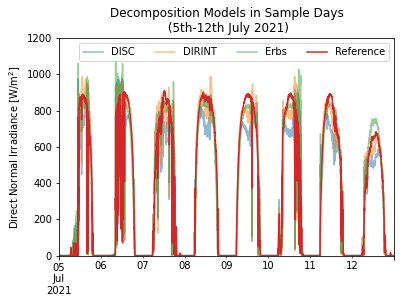 Decomposition Models in Sample Days
(5th-12th July 2021)
DISC DIRINT Erbs Reference
Direct Normal Irradiance [W/m²]
1200
1000
800
600
400
200
0
05 06 07 08 09 10 11 12
Jul
2021